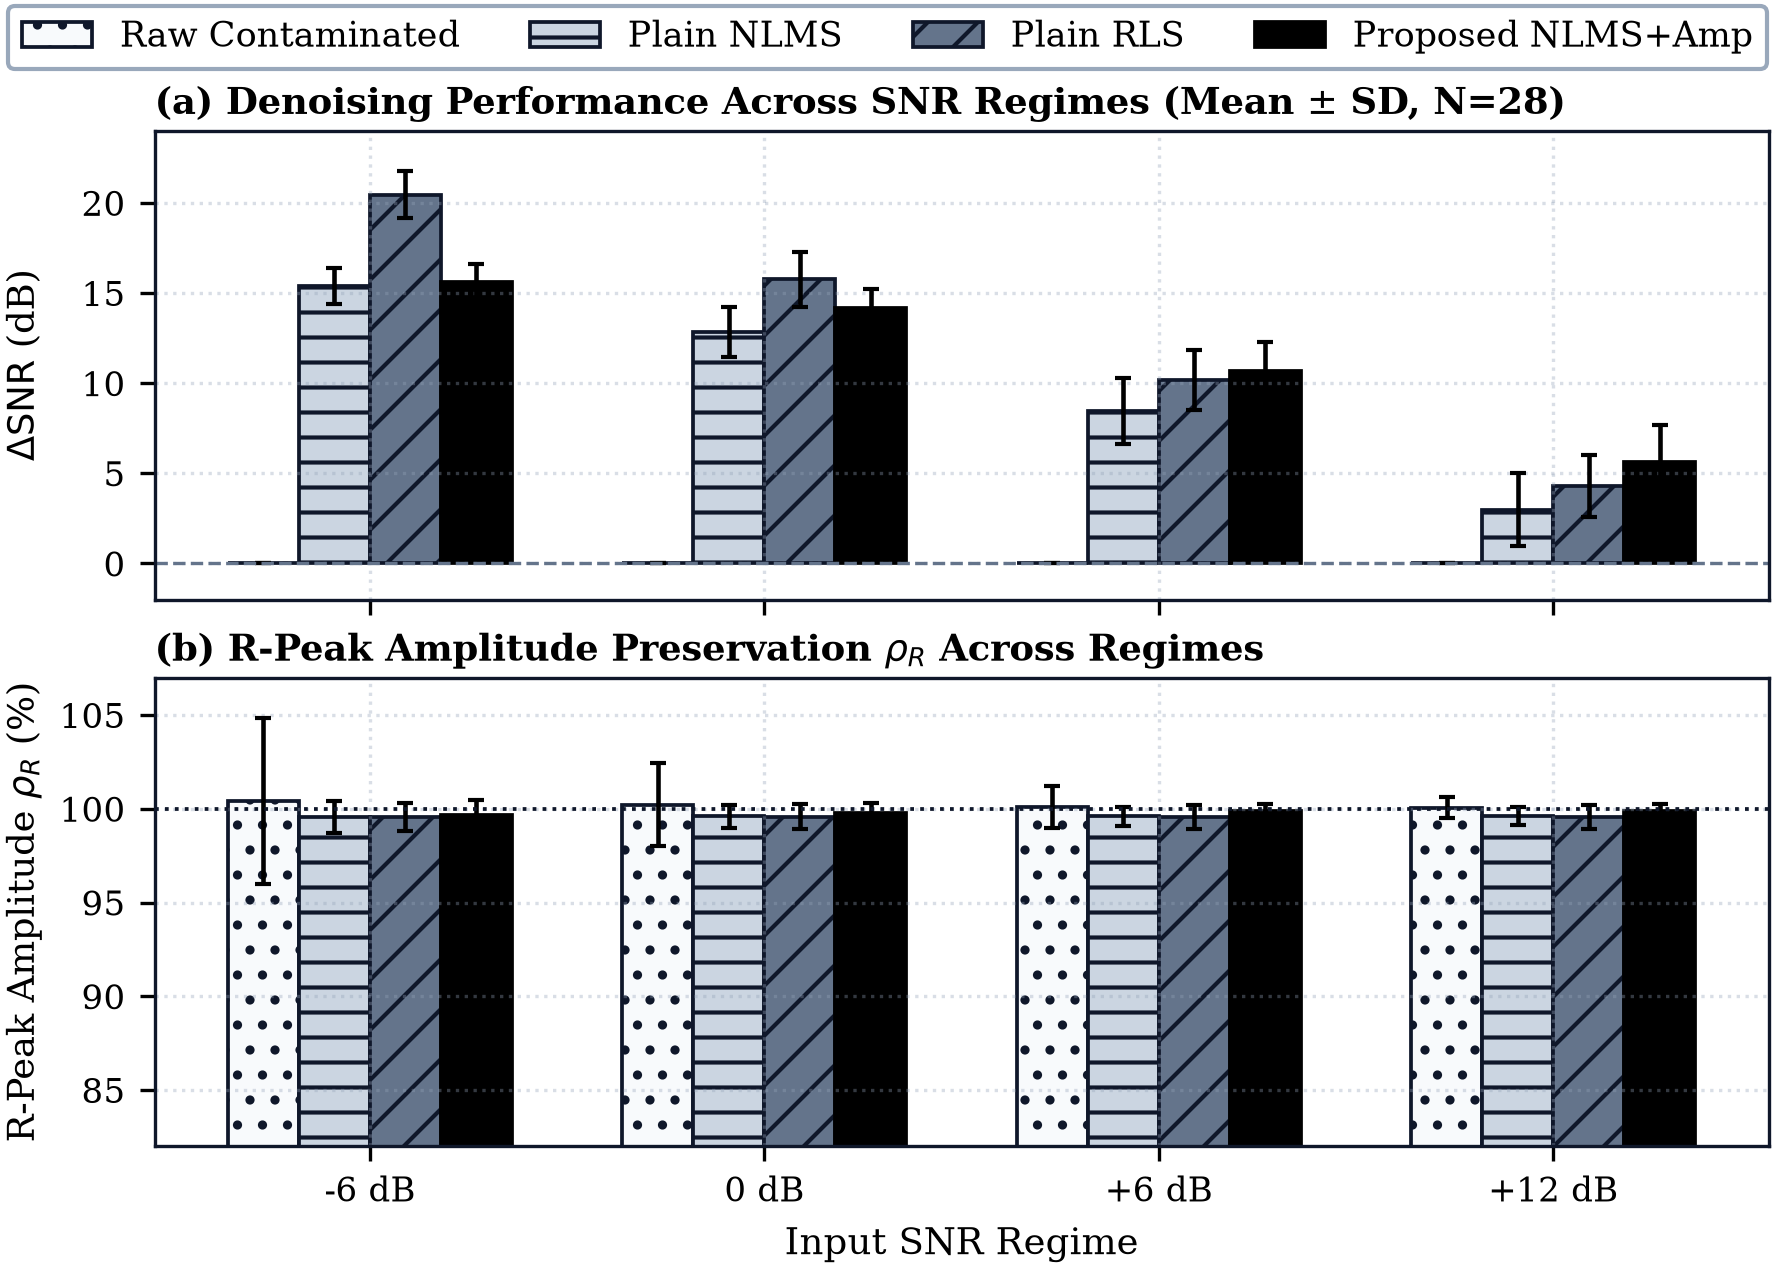 Raw Contaminated Plain NLMS Plain RLS Proposed NLMS+Amp
(a) Denoising Performance Across SNR Regimes (Mean ± SD, N=28)
ΔSNR (dB)
20
15
10
5
0
(b) R-Peak Amplitude Preservation ρ_R Across Regimes
R-Peak Amplitude ρ_R (%)
105
100
95
90
85
-6 dB 0 dB +6 dB +12 dB
Input SNR Regime